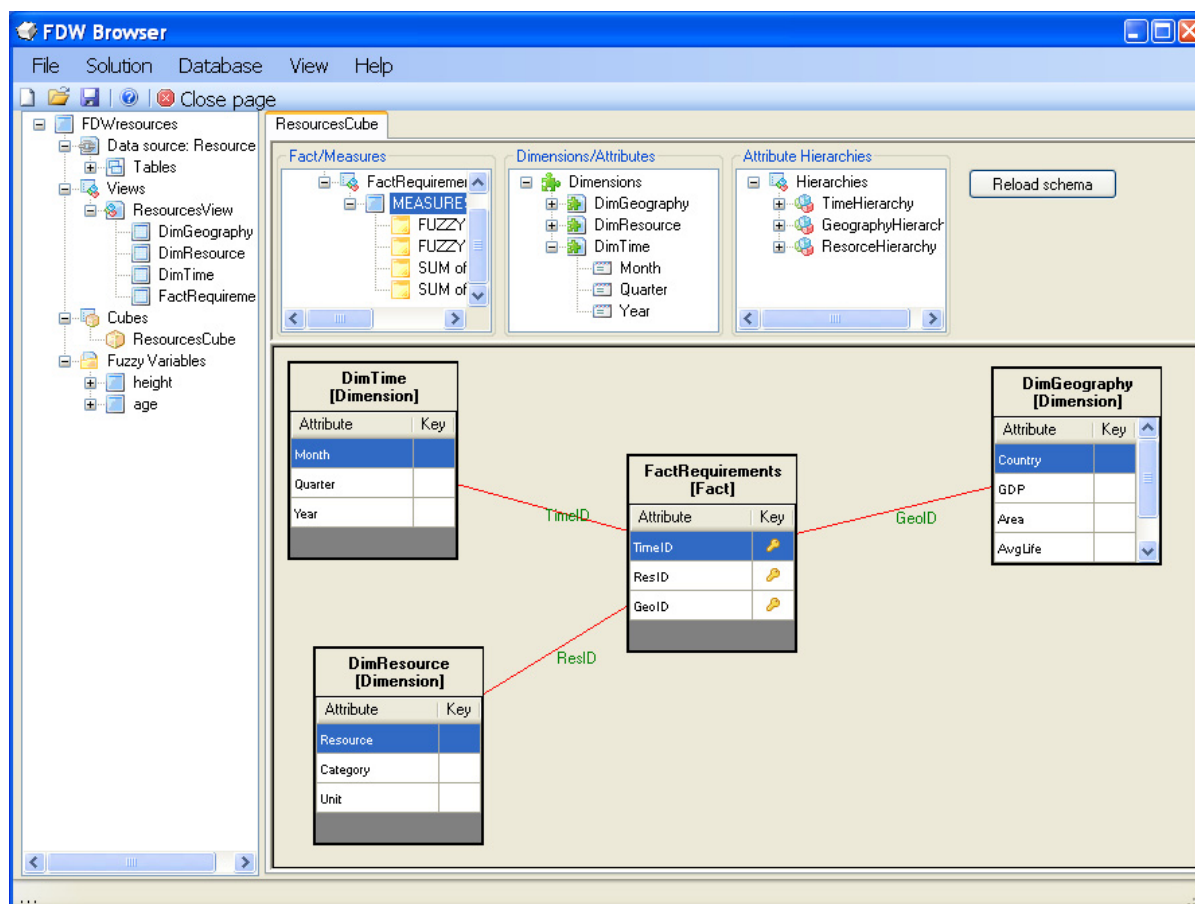 FDW Browser
File Solution Database View Help
Close page
FDWresources
Data source: Resource
Tables
Views
ResourcesView
DimGeography
DimResource
DimTime
FactRequireme
Cubes
ResourcesCube
Fuzzy Variables
height
age
ResourcesCube
Fact/Measures
FactRequiremei
MEASURES
FUZZY
FUZZY
SUM of
SUM of
Dimensions/Attributes
Dimensions
DimGeography
DimResource
DimTime
Month
Quarter
Year
Attribute Hierarchies
Hierarchies
TimeHierarchy
GeographyHierarch
ResorceHierarchy
Reload schema
DimTime
[Dimension]
Attribute Key
Month
Quarter
Year
TimeID
FactRequirements
[Fact]
Attribute Key
TimeID
ResID
GeoID
GeoID
DimGeography
[Dimension]
Attribute Key
Country
GDP
Area
AvgLife
ResID
DimResource
[Dimension]
Attribute Key
Resource
Category
Unit
...